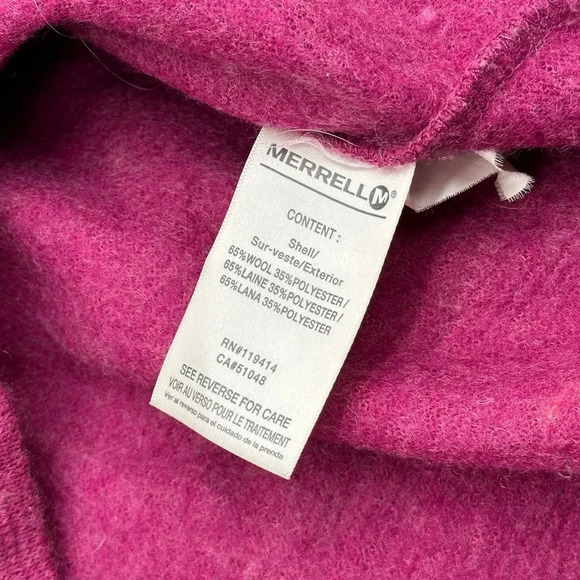 MERRELL M®
CONTENT:
Shell/
Sur-veste/Exterior
65%WOOL 35%POLYESTER/
65%LAINE 35%POLYESTER/
65%LANA 35%POLYESTER
RN#119414
CA#51048
SEE REVERSE FOR CARE
VOIR AU VERSO POUR LE TRAITEMENT
Ver al reverso para el cuidado de la prenda